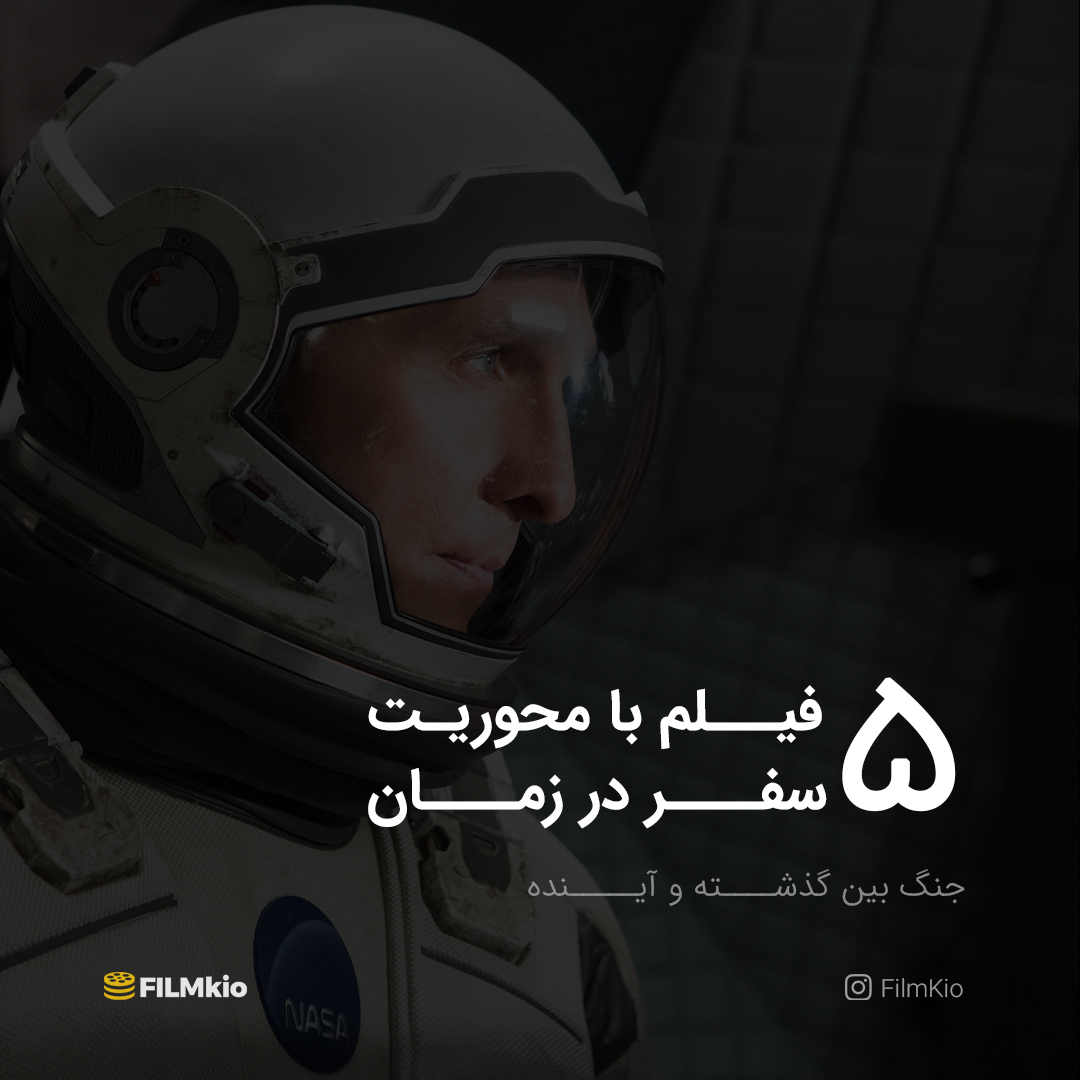 ۵ فیلم با محوریت
سفر در زمان
جنگ بین گذشته و آینده
FILMkio
FilmKio
NASA